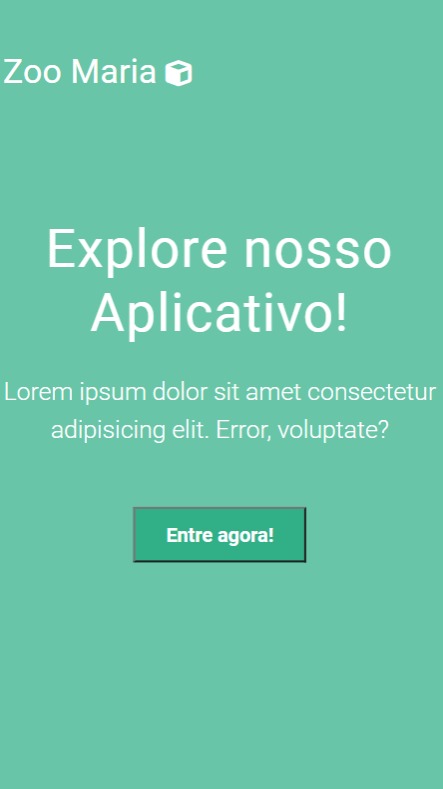 Zoo Maria
Explore nosso
Aplicativo!
Lorem ipsum dolor sit amet consectetur
adipisicing elit. Error, voluptate?
Entre agora!